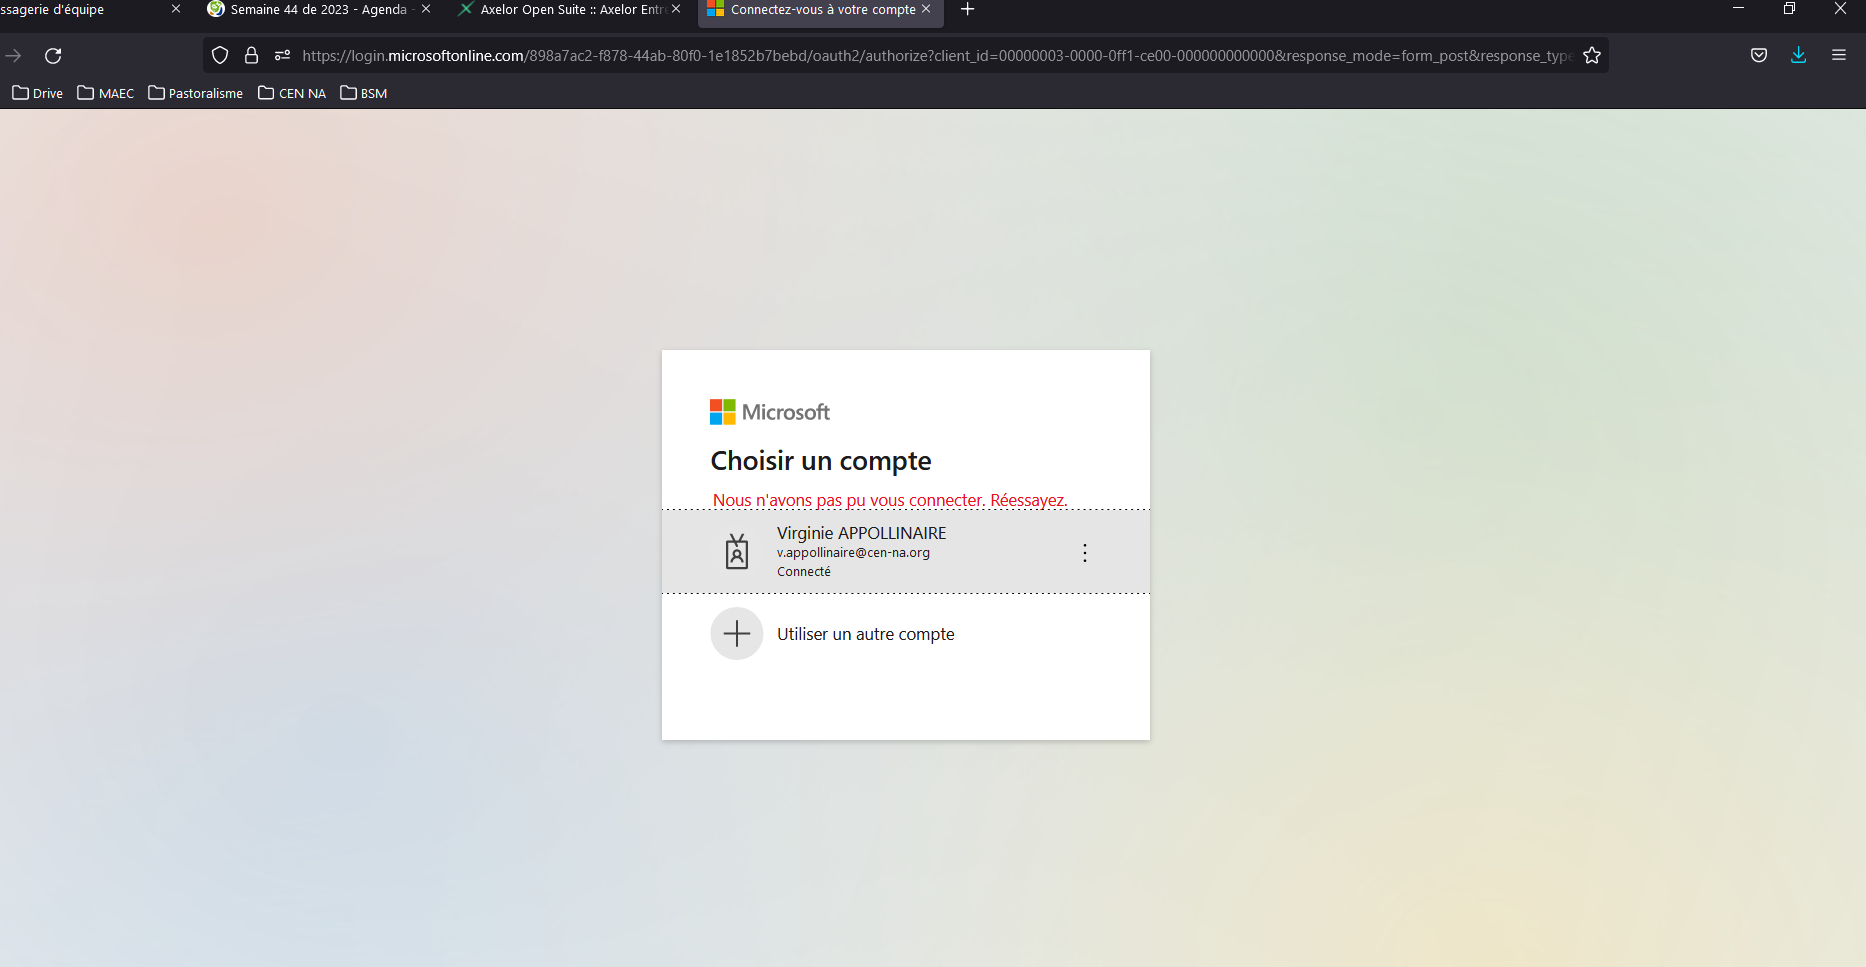 ssagerie d'équipe
Semaine 44 de 2023 - Agenda -
Axelor Open Suite :: Axelor Entre
Connectez-vous à votre compte
https://login.microsoftonline.com/898a7ac2-f878-44ab-80f0-1e1852b7bebd/oauth2/authorize?client_id=00000003-0000-0ff1-ce00-000000000000&response_mode=form_post&response_type
Drive
MAEC
Pastoralisme
CEN NA
BSM
Microsoft
Choisir un compte
Nous n'avons pas pu vous connecter. Réessayez.
Virginie APPOLLINAIRE
v.appollinaire@cen-na.org
Connecté
Utiliser un autre compte